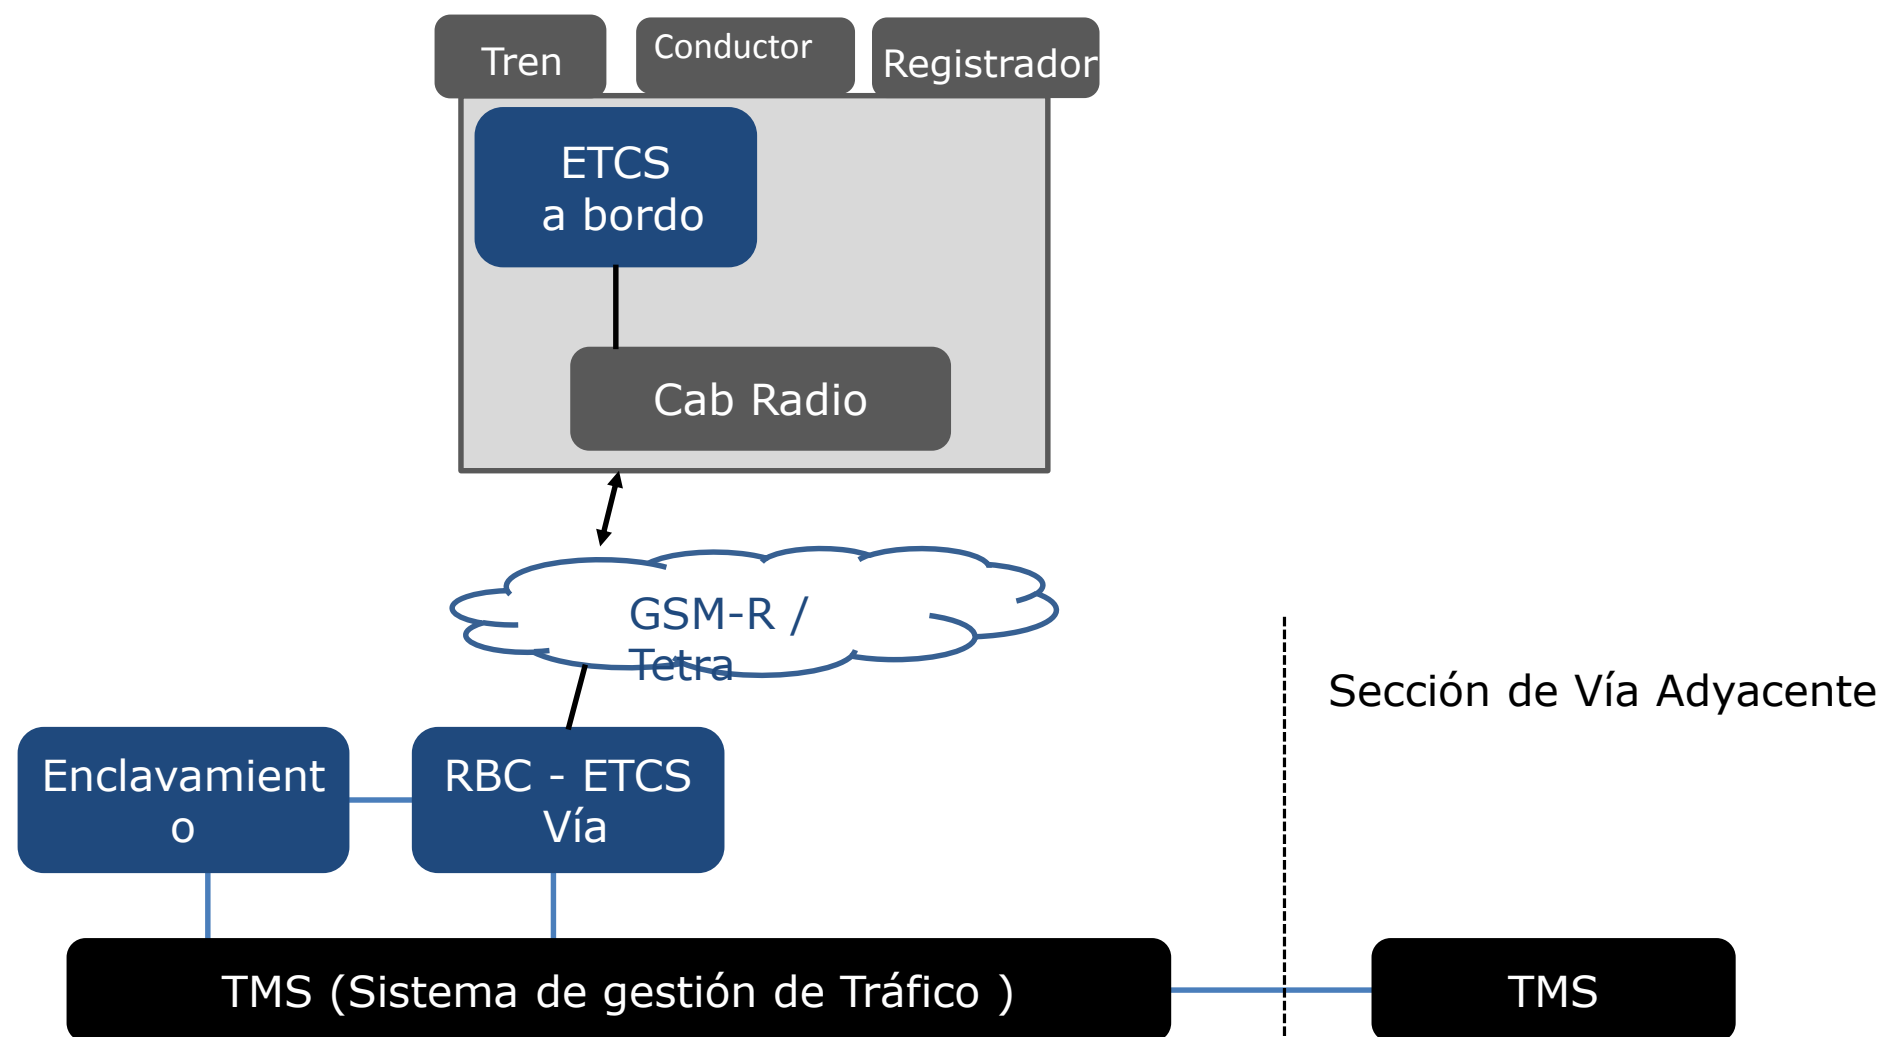 Tren
Conductor
Registrador
ETCS
a bordo
Cab Radio
GSM-R /
Tetra
Sección de Vía Adyacente
Enclavamient
o
RBC - ETCS
Vía
TMS (Sistema de gestión de Tráfico )
TMS